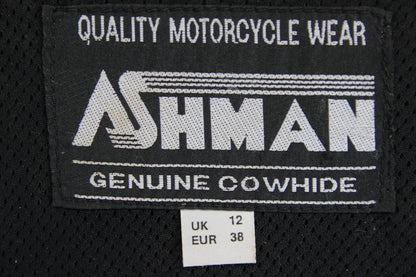 QUALITY MOTORCYCLE WEAR
ASHMAN
GENUINE COWHIDE
UK 12
EUR 38